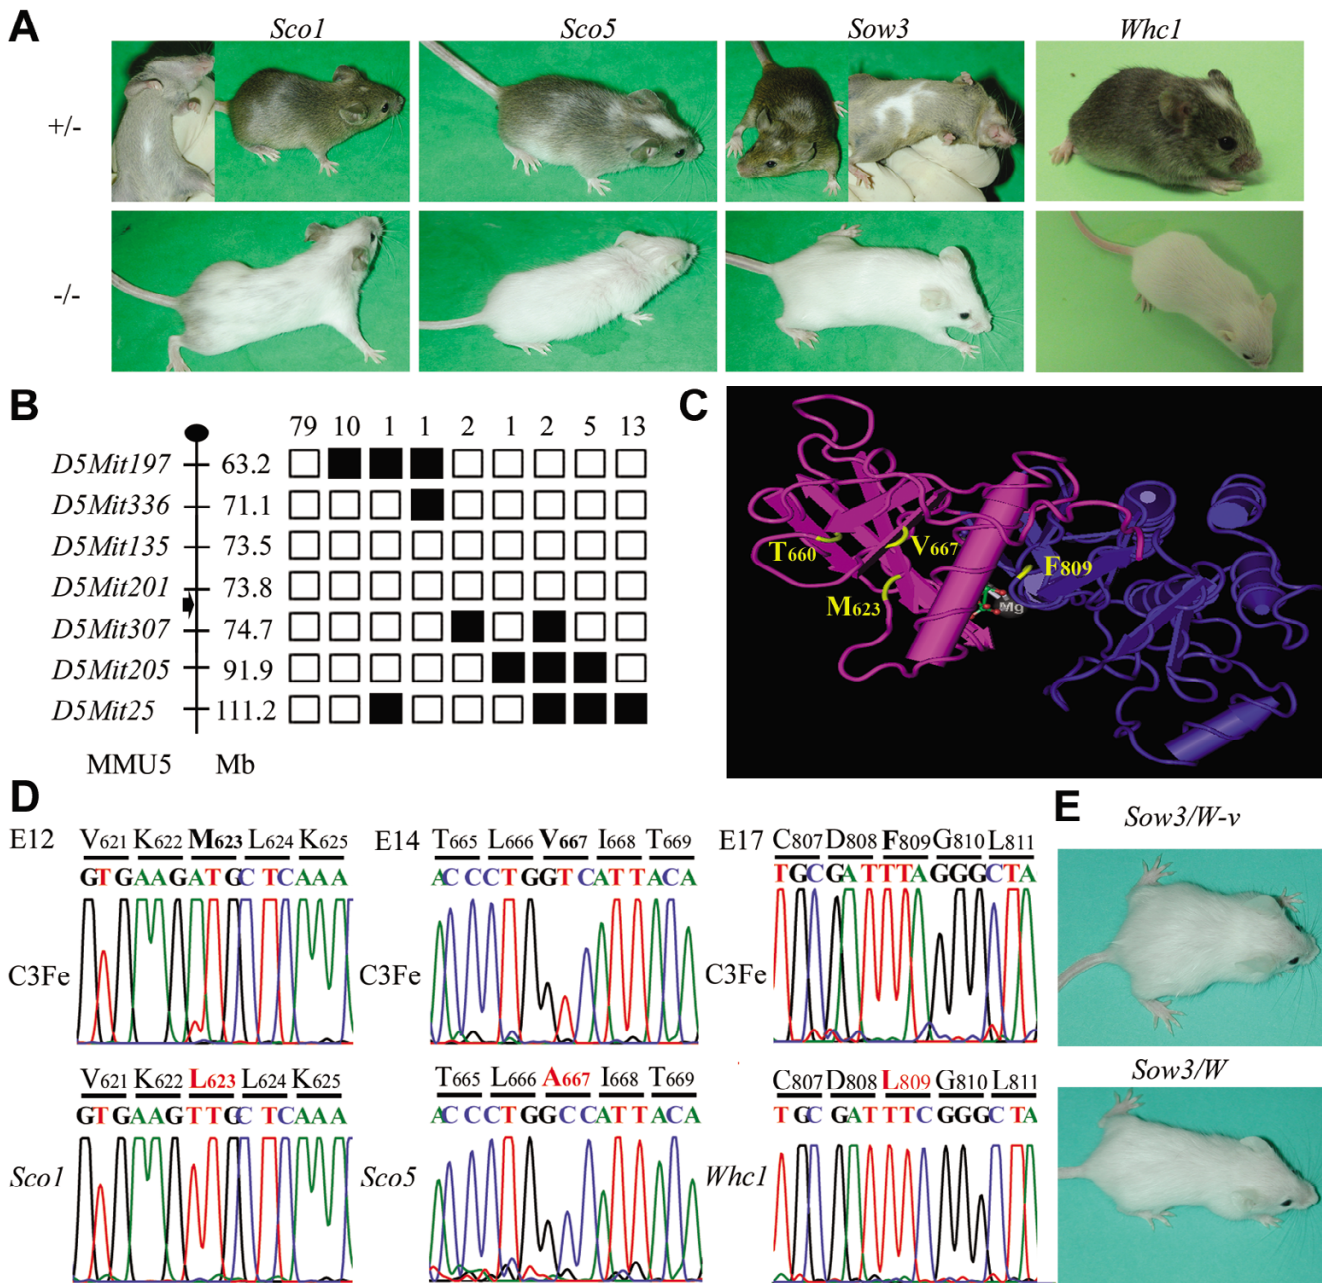 A
Sco1 Sco5 Sow3 Whc1
+/-
-/-
B
79 10 1 1 2 1 2 5 13
D5Mit197 63.2
D5Mit336 71.1
D5Mit135 73.5
D5Mit201 73.8
D5Mit307 74.7
D5Mit205 91.9
D5Mit25 111.2
MMU5 Mb
C
T660
V667
M623
F809
Mg
D
E12 V621 K622 M623 L624 K625
GTGAAGATGCTCAAA
C3Fe
V621 K622 L623 L624 K625
GTGAAGTTGCTCAAA
Sco1
E14 T665 L666 V667 I668 T669
ACCCTGGTCATTACA
C3Fe
T665 L666 A667 I668 T669
ACCCTGGCCATTACA
Sco5
E17 C807 D808 F809 G810 L811
TGCGATTTAGGGCTA
C3Fe
C807 D808 L809 G810 L811
TGCGATTTCGGGCTA
Whc1
E
Sow3/W-v
Sow3/W